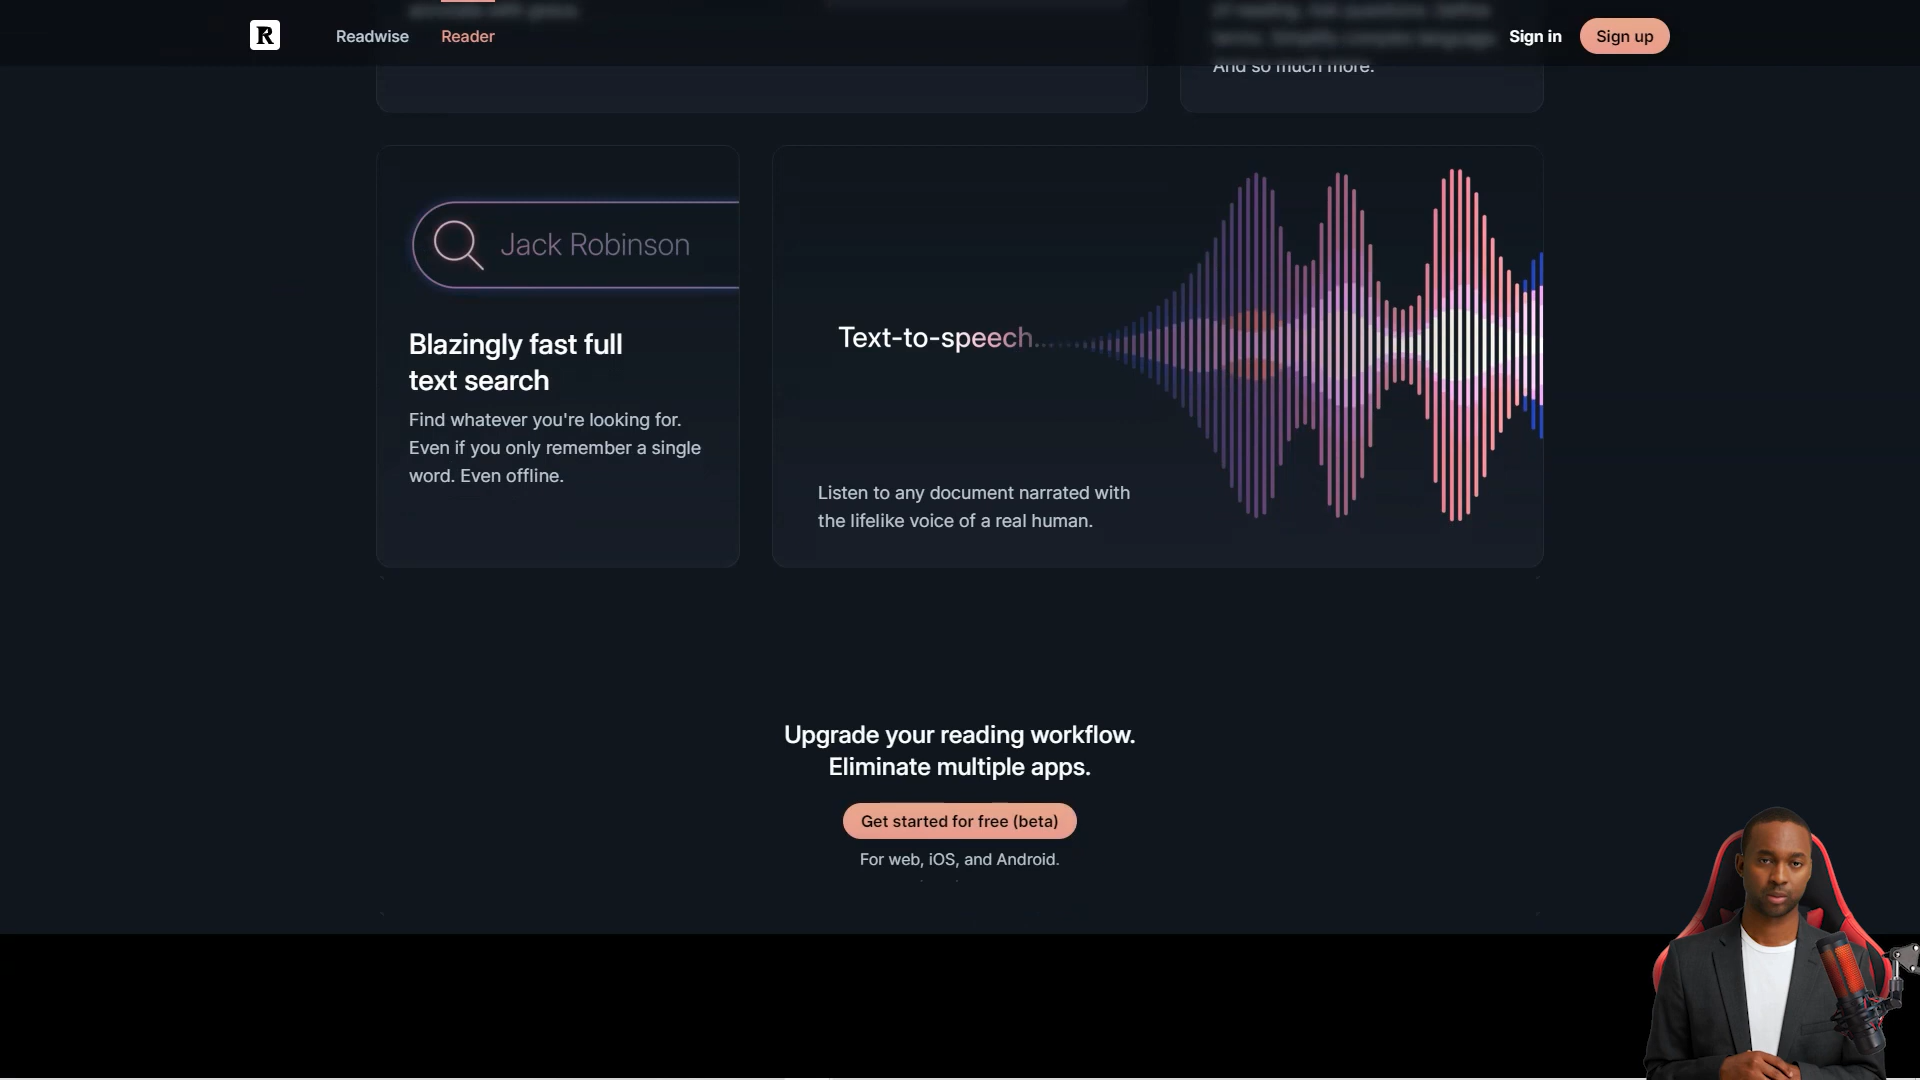 R
Readwise
Reader
Sign in
Sign up
And so much more.
Jack Robinson
Blazingly fast full
text search
Find whatever you're looking for.
Even if you only remember a single
word. Even offline.
Text-to-speech...
Listen to any document narrated with
the lifelike voice of a real human.
Upgrade your reading workflow.
Eliminate multiple apps.
Get started for free (beta)
For web, iOS, and Android.